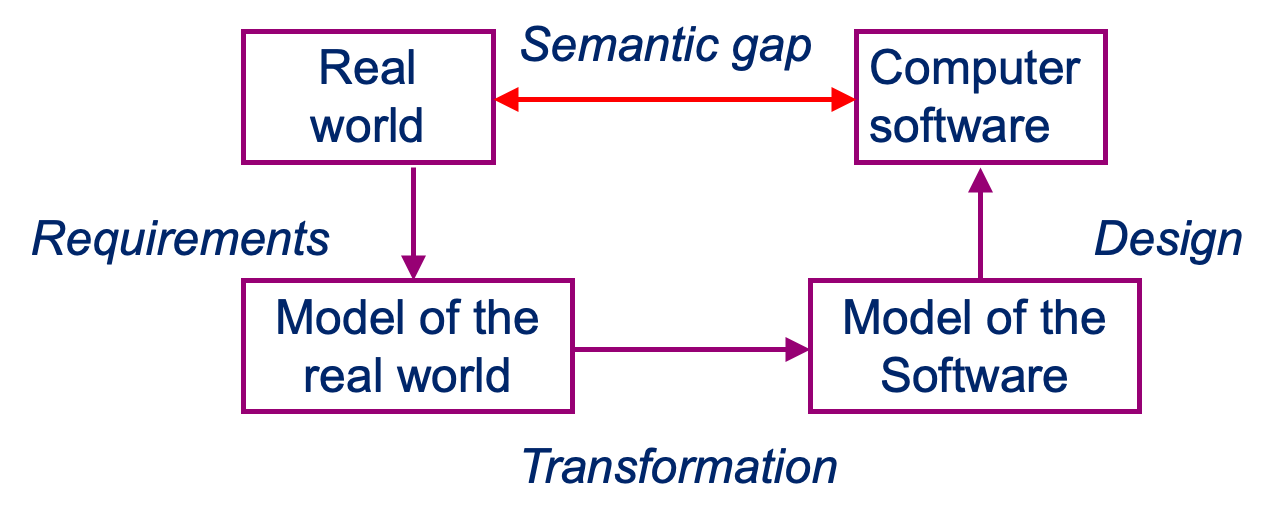 Semantic gap
Real
world
Computer
software
Requirements
Design
Model of the
real world
Model of the
Software
Transformation